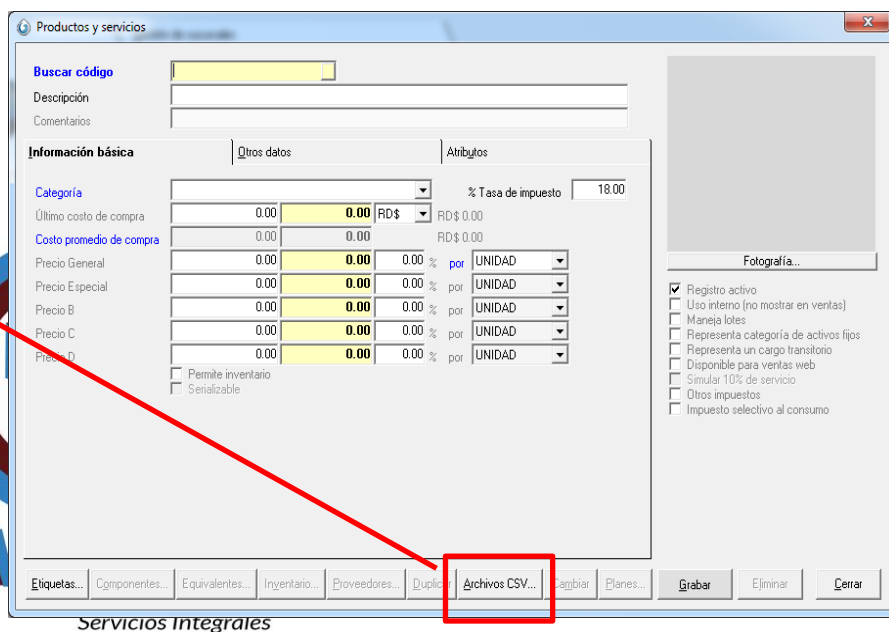 Productos y servicios
Buscar código
Descripción
Comentarios
Información básica Otros datos Atributos
Categoría % Tasa de impuesto 18.00
Último costo de compra 0.00 0.00 RD$ RD$ 0.00
Costo promedio de compra 0.00 0.00 RD$ 0.00
Precio General 0.00 0.00 0.00 % por UNIDAD
Precio Especial 0.00 0.00 0.00 % por UNIDAD
Precio B 0.00 0.00 0.00 % por UNIDAD
Precio C 0.00 0.00 0.00 % por UNIDAD
Precio D 0.00 0.00 0.00 % por UNIDAD
Permite inventario
Serializable
Fotografía...
Registro activo
Uso interno (no mostrar en ventas)
Maneja lotes
Representa categoría de activos fijos
Representa un cargo transitorio
Disponible para ventas web
Simular 10% de servicio
Otros impuestos
Impuesto selectivo al consumo
Etiquetas... Componentes... Equivalentes... Inventario... Proveedores... Duplicar Archivos CSV... Cambiar Planes... Grabar Eliminar Cerrar
Servicios Integrales